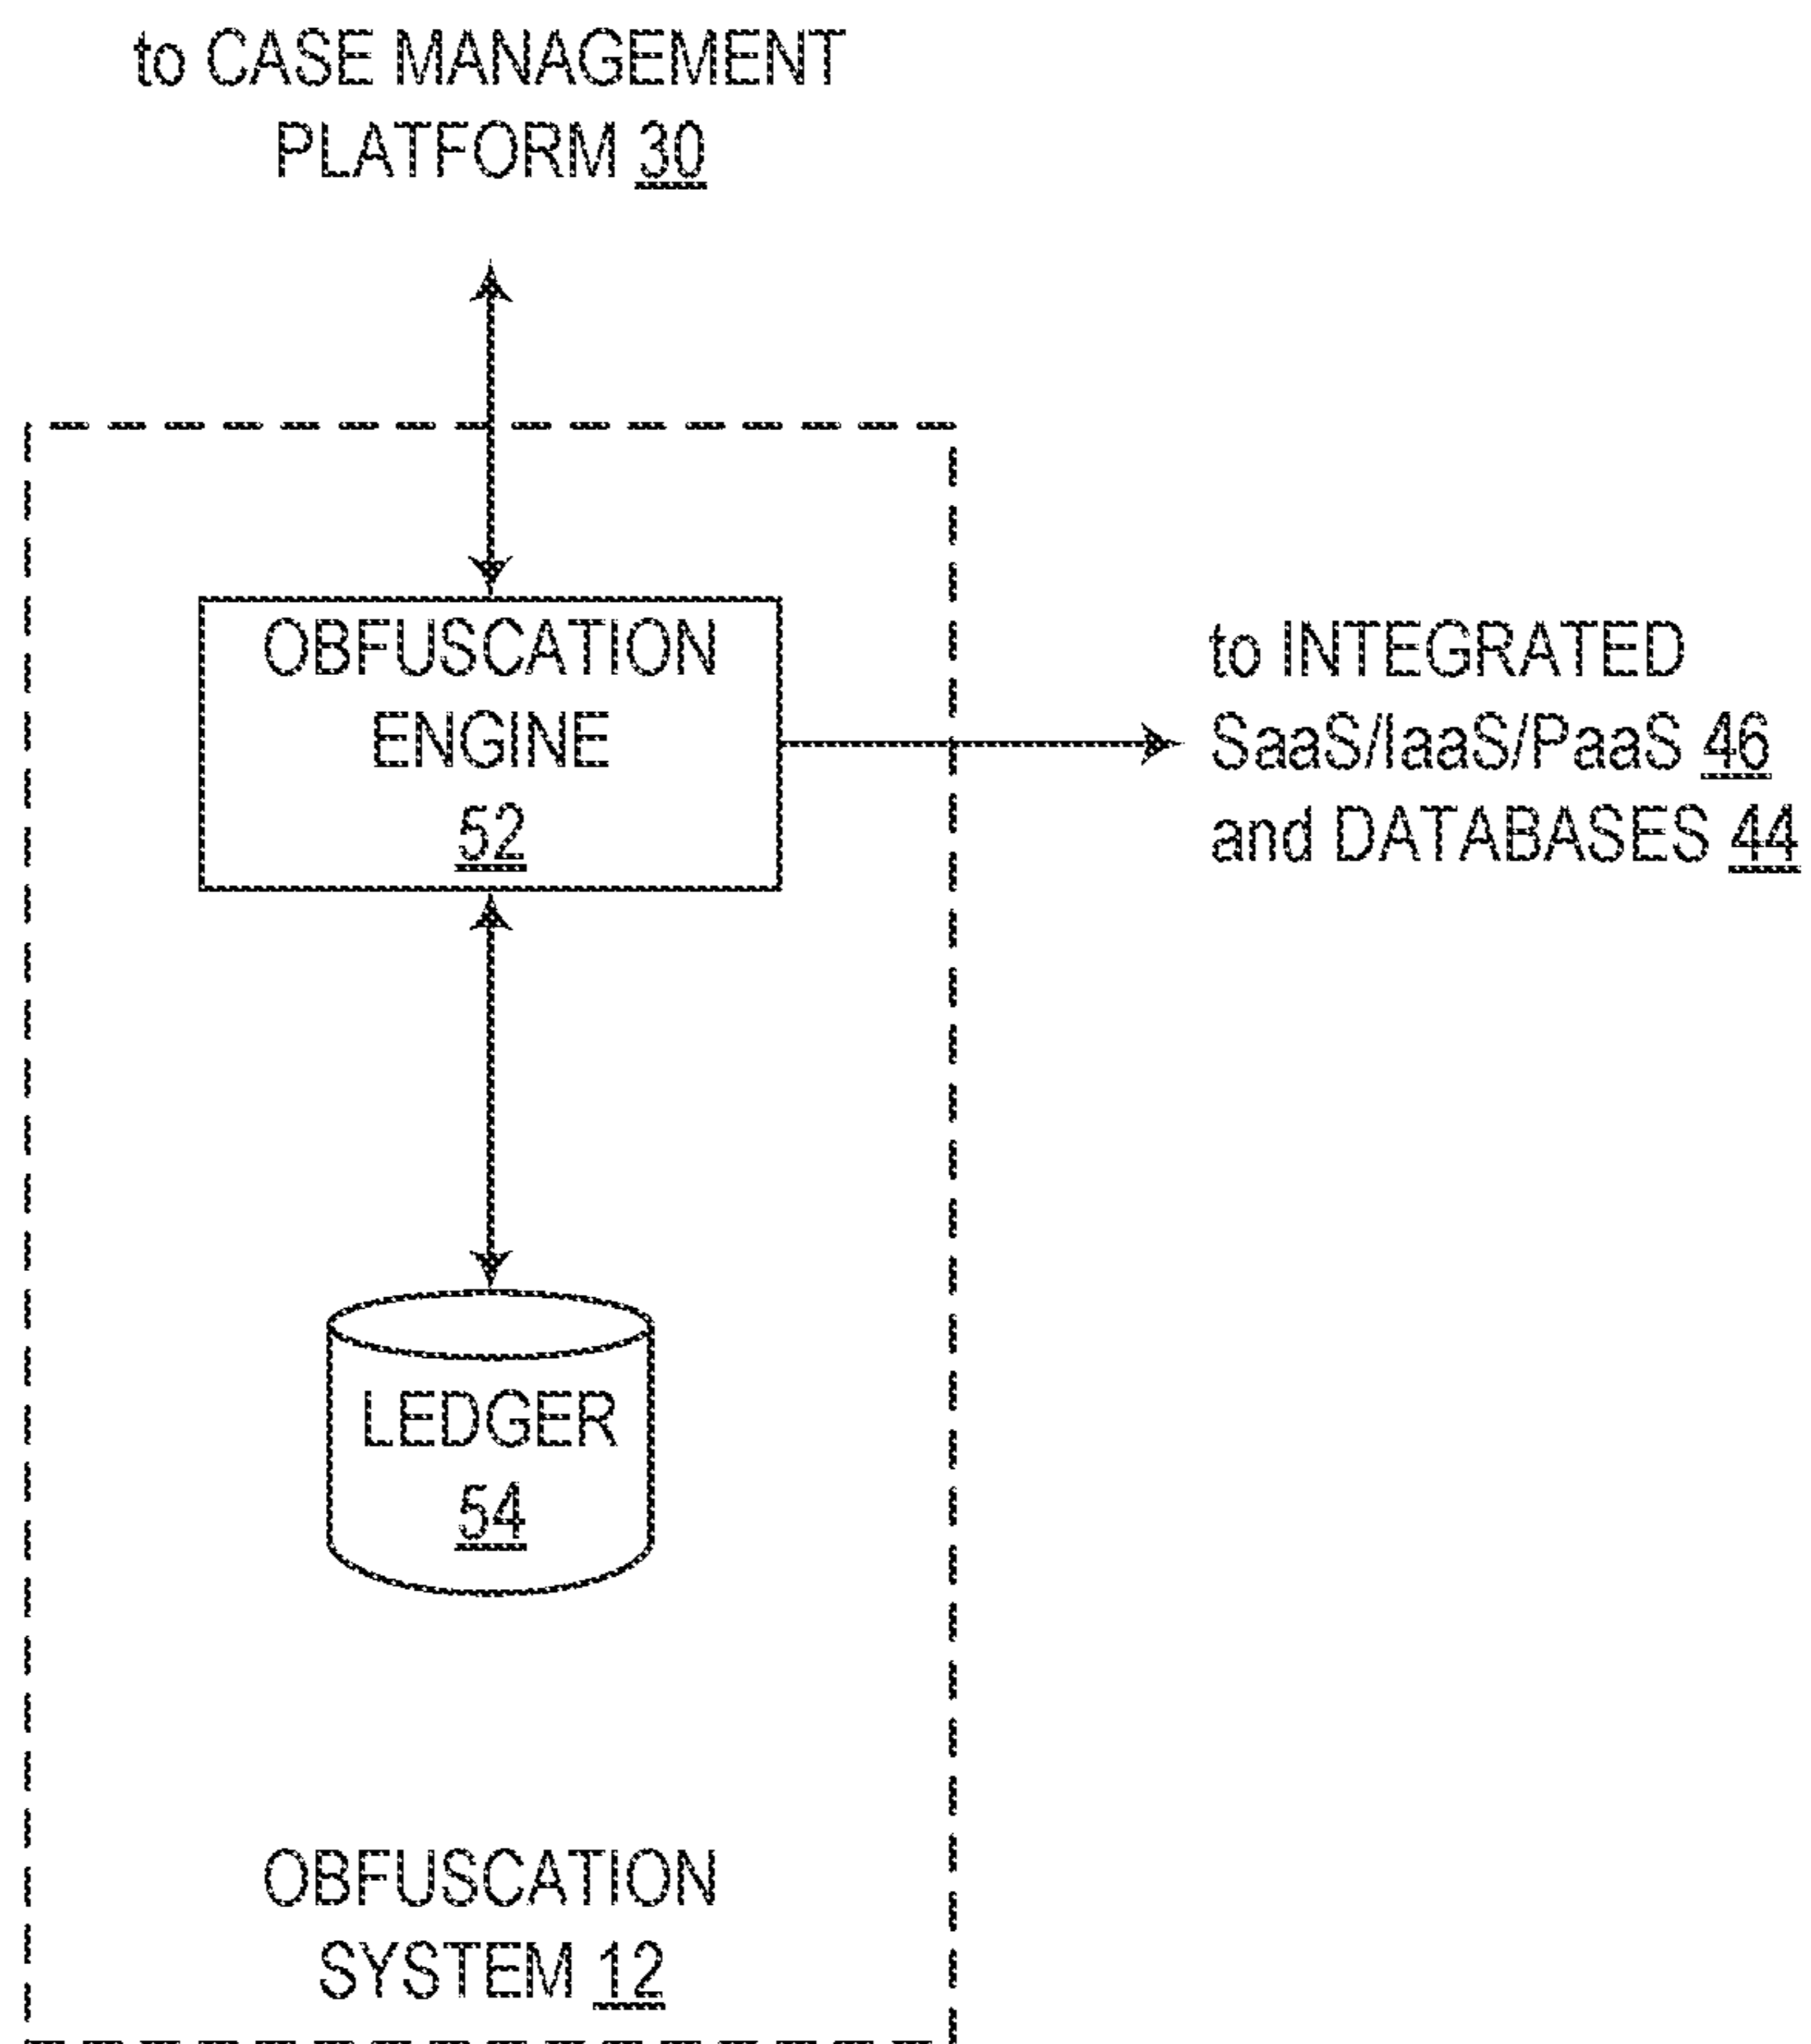 to CASE MANAGEMENT
PLATFORM 30
OBFUSCATION
ENGINE
52
to INTEGRATED
SaaS/IaaS/PaaS 46
and DATABASES 44
LEDGER
54
OBFUSCATION
SYSTEM 12